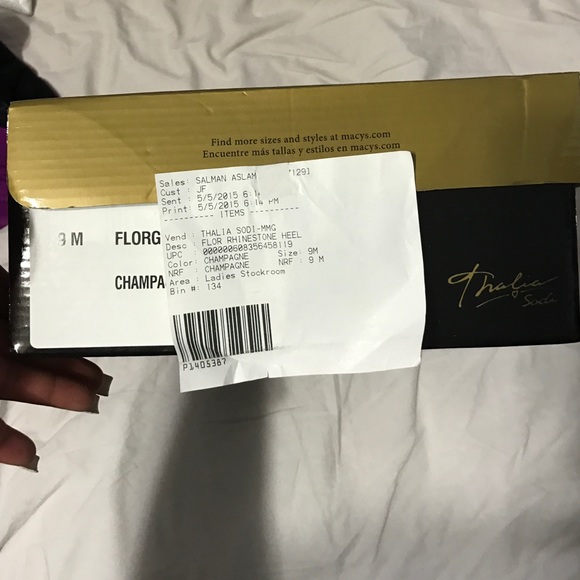 Find more sizes and styles at macys.com
Encuentre más tallas y estilos en macys.com
Sales: SALMAN ASLAM
Cust : JF
Sent : 5/5/2015
Print: 5/5/2015 6:14 PM
---------- ITEMS ----------
Vend : THALIA SODI-MMG
Desc : FLOR RHINESTONE HEEL
UPC : 000000608356458119
Color: CHAMPAGNE Size: 9M
NRF : CHAMPAGNE NRF : 9 M
Area : Ladies Stockroom
Bin #: 134
P1405387
9 M FLORG
CHAMPA
Thalia
Sodi